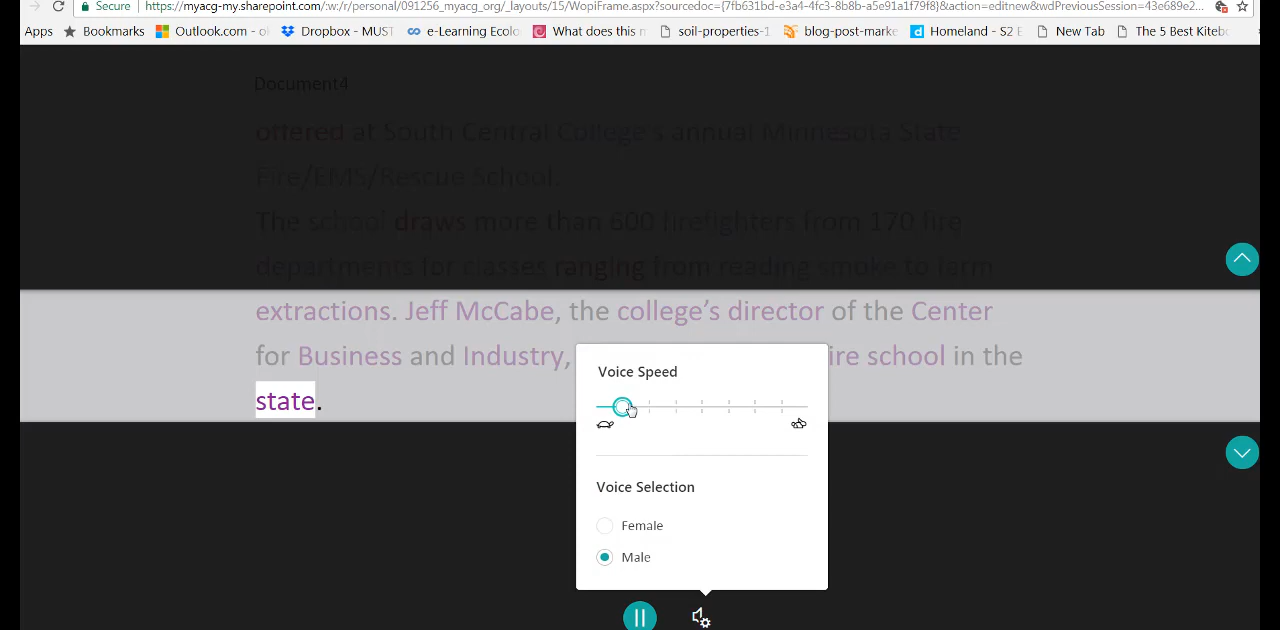 Secure https://myacg-my.sharepoint.com/:w:/r/personal/091256_myacg_org/_layouts/15/WopiFrame.aspx?sourcedoc={7fb631bd-e3a4-4fc3-8b8b-a5e91a1f79f8}&action=editnew&wdPreviousSession=43e689e2...
Apps Bookmarks Outlook.com - o Dropbox - MUST e-Learning Ecolo What does this m soil-properties-1 blog-post-marke Homeland - S2 E New Tab The 5 Best Kitebo
Document4
offered at South Central College's annual Minnesota State
Fire/EMS/Rescue School.
The school draws more than 600 firefighters from 170 fire
departments for classes ranging from reading smoke to farm
extractions. Jeff McCabe, the college’s director of the Center
for Business and Industry, ire school in the
state.
Voice Speed
Voice Selection
Female
Male